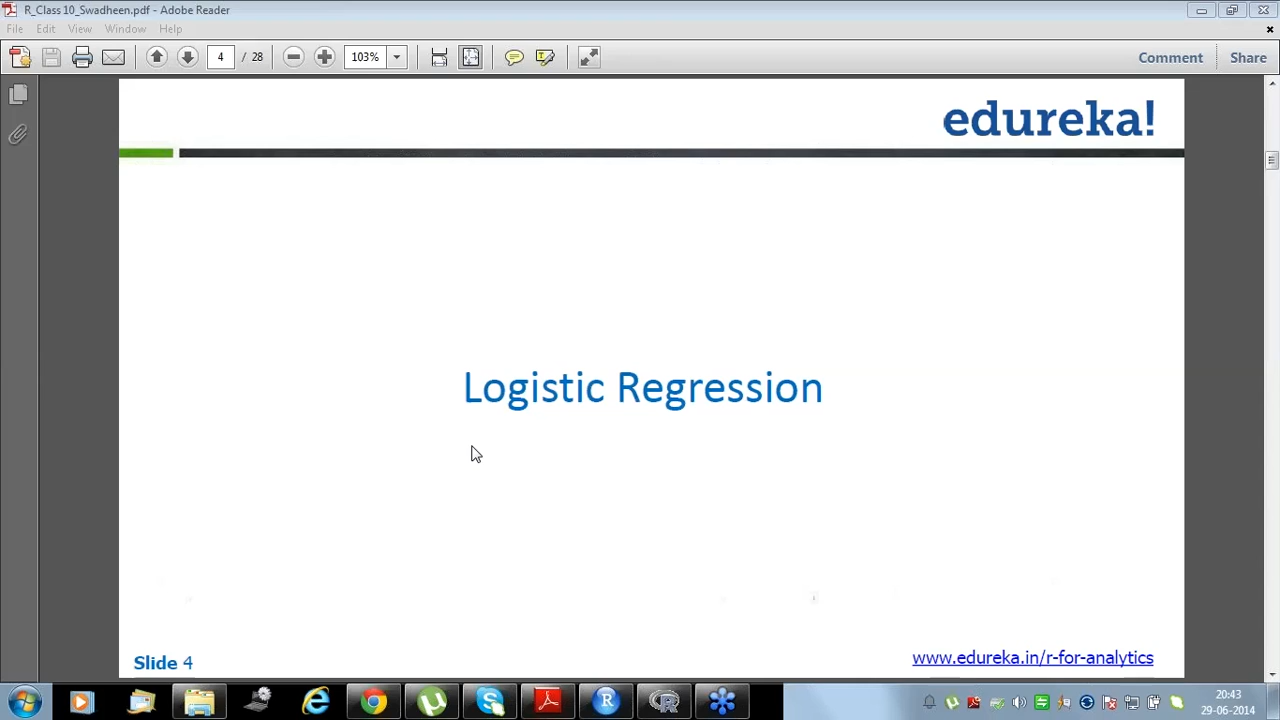 R_Class 10_Swadheen.pdf - Adobe Reader
File Edit View Window Help
4 / 28 103% Comment Share
edureka!
Logistic Regression
Slide 4
www.edureka.in/r-for-analytics
20:43
29-06-2014